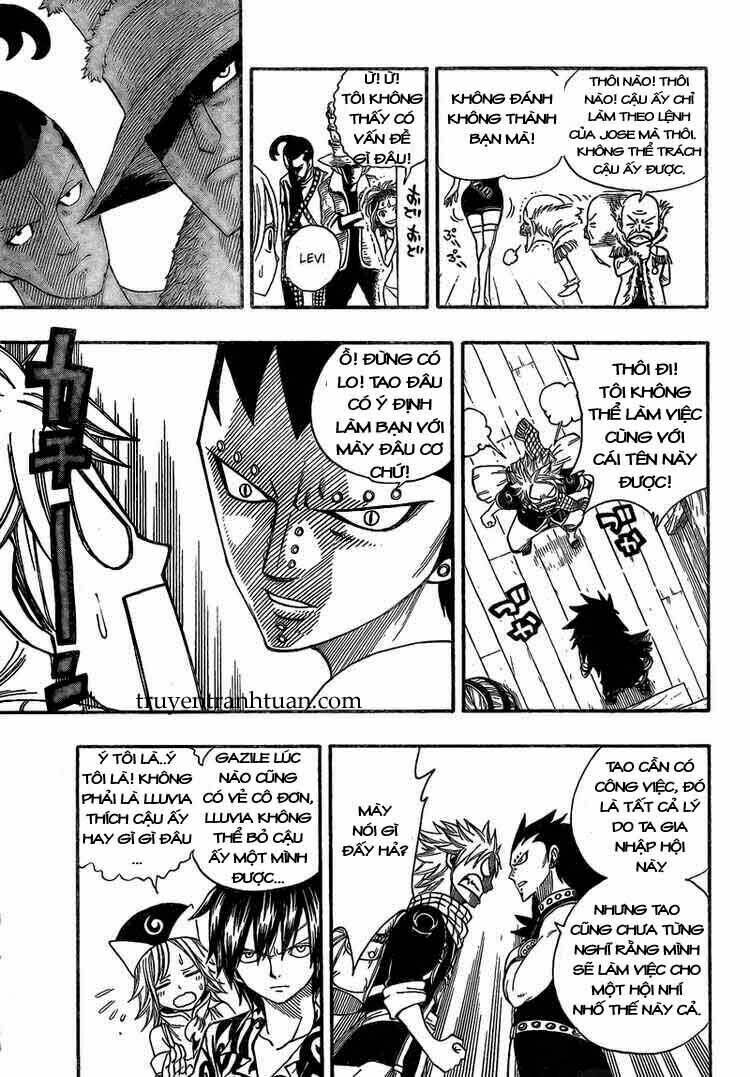 THÔI NÀO! THÔI
NÀO! CẬU ẤY CHỈ
LÀM THEO LỆNH
CỦA JOSE MÀ THÔI.
KHÔNG THỂ TRÁCH
CẬU ẤY ĐƯỢC.
KHÔNG ĐÁNH
KHÔNG THÀNH
BẠN MÀ!
Ừ! Ừ!
TÔI KHÔNG
THẤY CÓ
VẤN ĐỀ
GÌ ĐÂU!
LEVI
THÔI ĐI!
TÔI KHÔNG
THỂ LÀM VIỆC
CÙNG VỚI
CÁI TÊN NÀY
ĐƯỢC!
Ồ! ĐỪNG CÓ
LO! TAO ĐÂU
CÓ Ý ĐỊNH
LÀM BẠN VỚI
MÀY ĐÂU CƠ
CHỨ!
ガチーン
truyentranhtuan.com
TAO CẦN CÓ
CÔNG VIỆC, ĐÓ
LÀ TẤT CẢ LÝ
DO TA GIA
NHẬP HỘI
NÀY.
NHƯNG TAO
CŨNG CHƯA TỪNG
NGHĨ RẰNG MÌNH
SẼ LÀM VIỆC CHO
MỘT HỘI NHÍ
NHỐ THẾ NÀY CẢ.
MÀY
NÓI GÌ
ĐẤY HẢ?
GAZILE LÚC
NÀO CŨNG
CÓ VẺ CÔ ĐƠN,
LLUVIA KHÔNG
THỂ BỎ CẬU
ẤY MỘT MÌNH
ĐƯỢC...
Ý TÔI LÀ..Ý
TÔI LÀ! KHÔNG
PHẢI LÀ LLUVIA
THÍCH CẬU ẤY
HAY GÌ GÌ ĐÂU
...